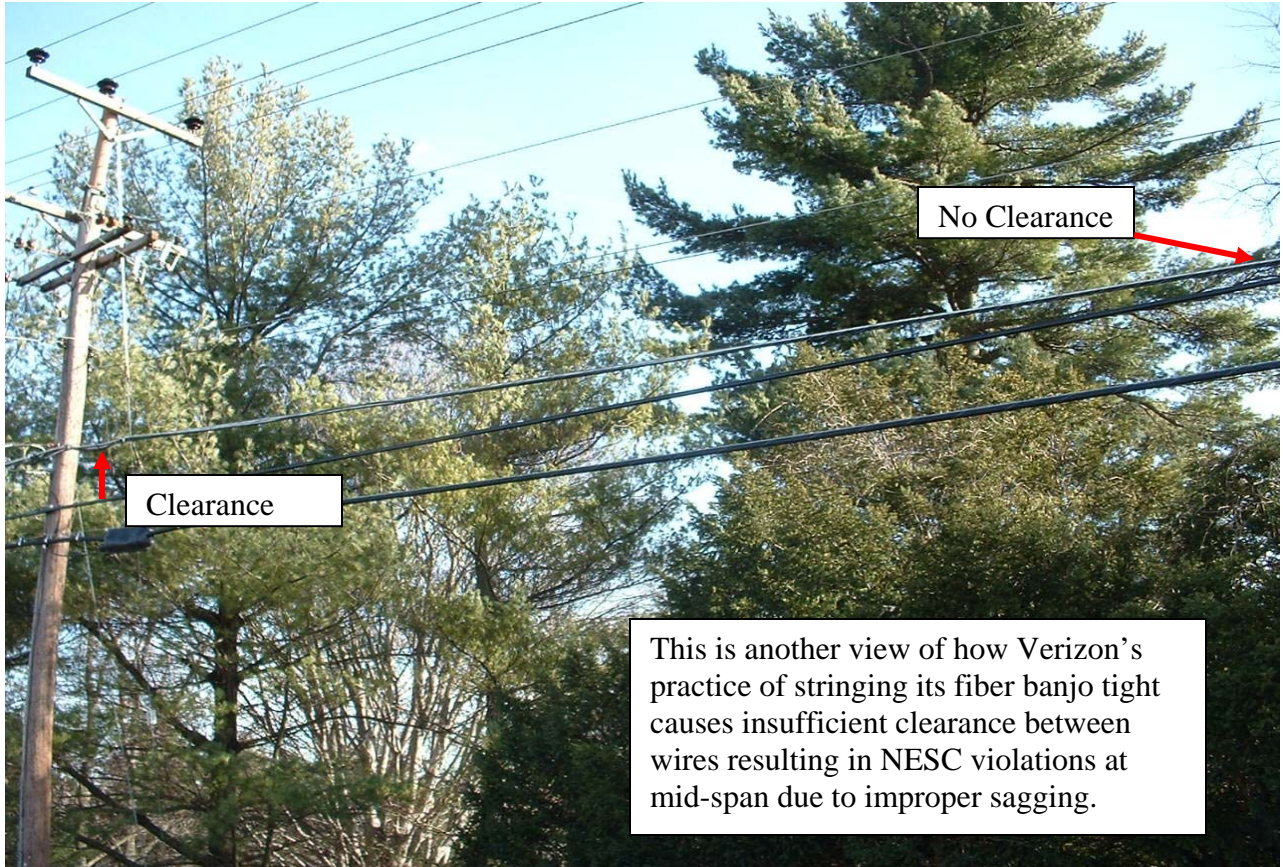 No Clearance
Clearance
This is another view of how Verizon’s
practice of stringing its fiber banjo tight
causes insufficient clearance between
wires resulting in NESC violations at
mid-span due to improper sagging.